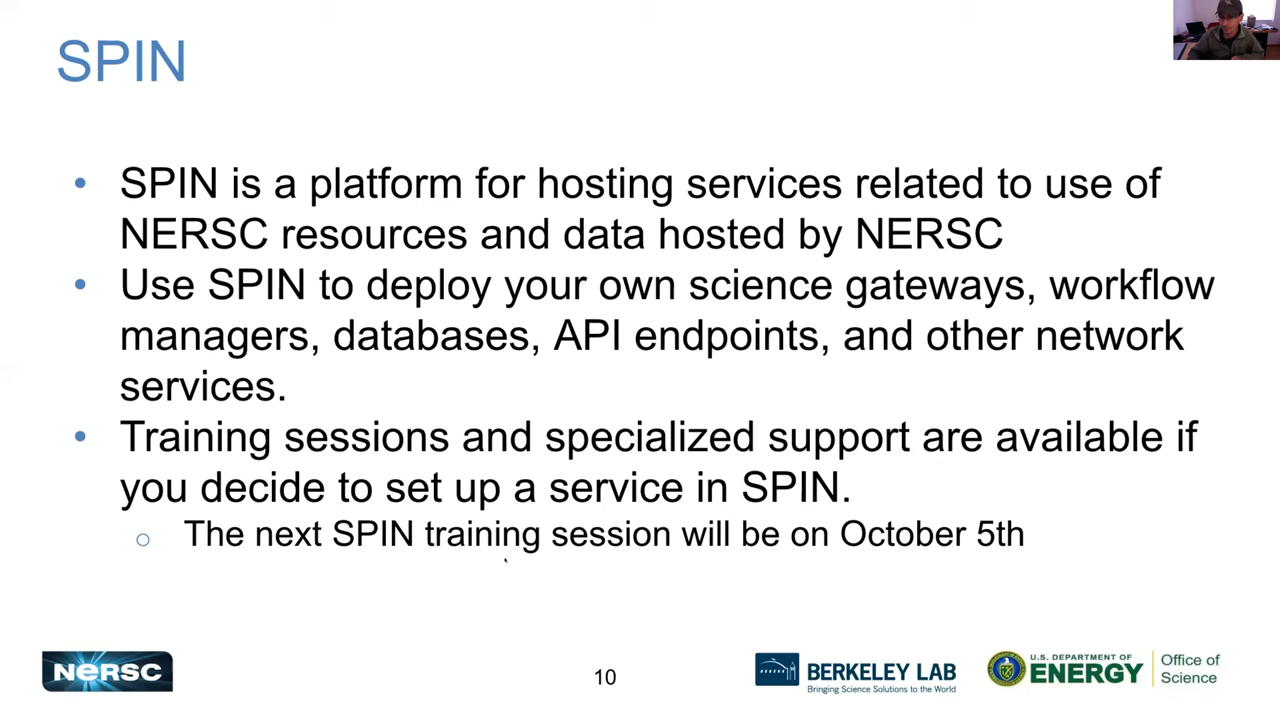 SPIN
• SPIN is a platform for hosting services related to use of
NERSC resources and data hosted by NERSC
• Use SPIN to deploy your own science gateways, workflow
managers, databases, API endpoints, and other network
services.
• Training sessions and specialized support are available if
you decide to set up a service in SPIN.
○ The next SPIN training session will be on October 5th
NERSC
10
BERKELEY LAB
Bringing Science Solutions to the World
U.S. DEPARTMENT OF
ENERGY
Office of
Science